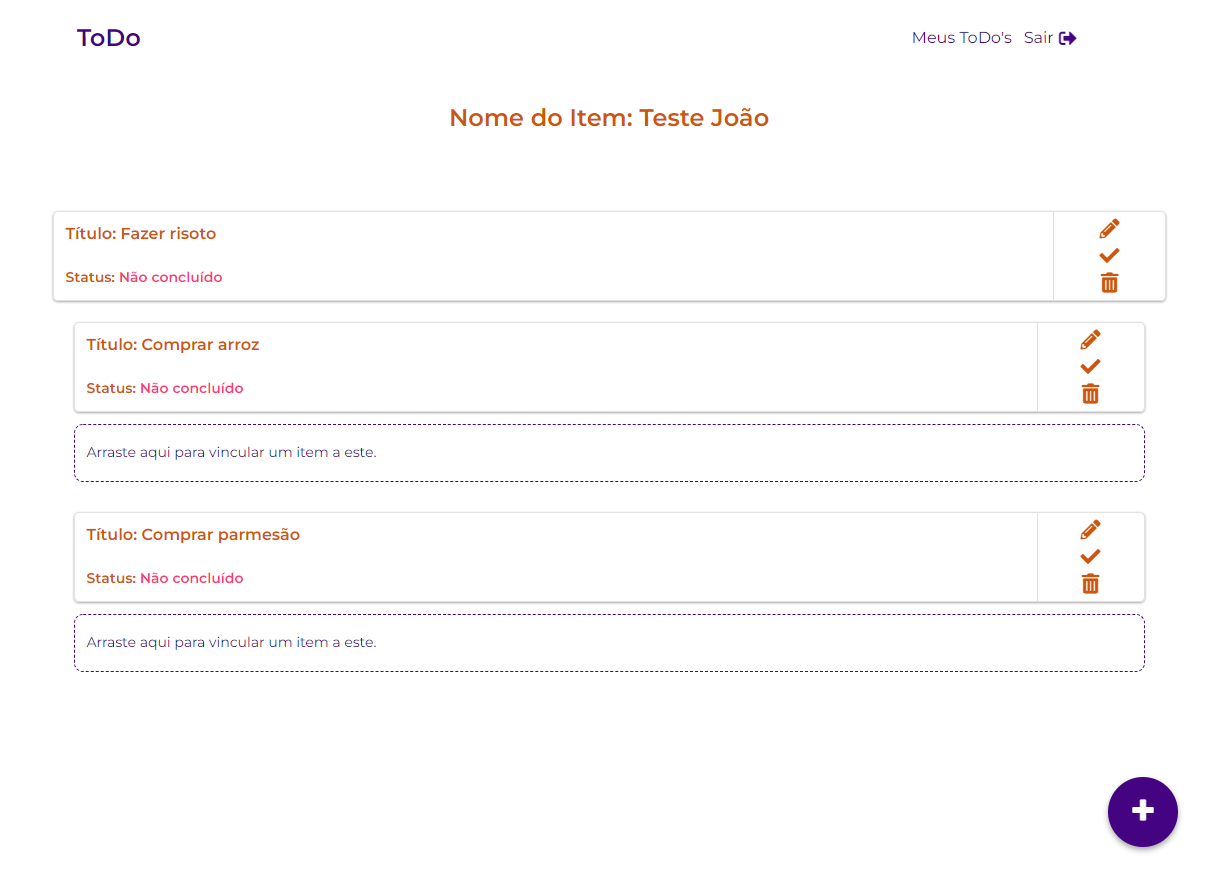 ToDo
Meus ToDo's Sair
Nome do Item: Teste João
Título: Fazer risoto
Status: Não concluído
Título: Comprar arroz
Status: Não concluído
Arraste aqui para vincular um item a este.
Título: Comprar parmesão
Status: Não concluído
Arraste aqui para vincular um item a este.